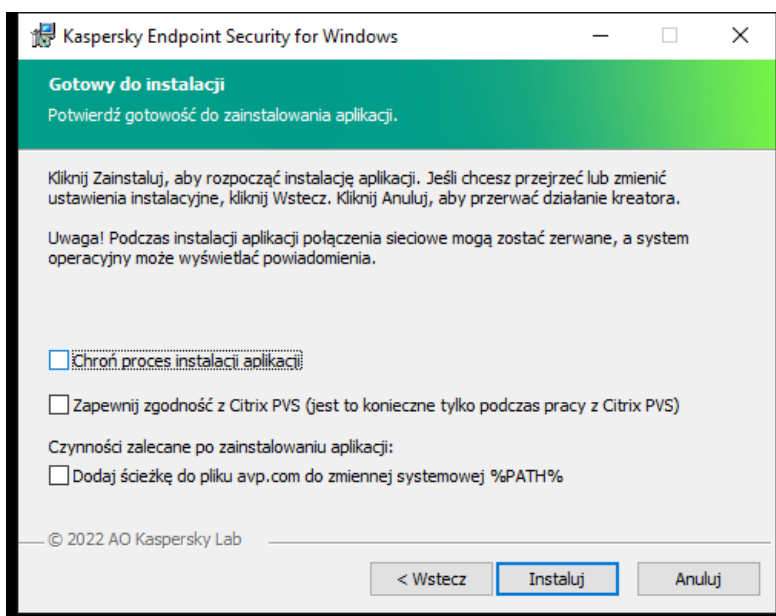 Kaspersky Endpoint Security for Windows
Gotowy do instalacji
Potwierdź gotowość do zainstalowania aplikacji.
Kliknij Zainstaluj, aby rozpocząć instalację aplikacji. Jeśli chcesz przejrzeć lub zmienić
ustawienia instalacyjne, kliknij Wstecz. Kliknij Anuluj, aby przerwać działanie kreatora.
Uwaga! Podczas instalacji aplikacji połączenia sieciowe mogą zostać zerwane, a system
operacyjny może wyświetlać powiadomienia.
Chroń proces instalacji aplikacji
Zapewnij zgodność z Citrix PVS (jest to konieczne tylko podczas pracy z Citrix PVS)
Czynności zalecane po zainstalowaniu aplikacji:
Dodaj ścieżkę do pliku avp.com do zmiennej systemowej %PATH%
© 2022 AO Kaspersky Lab
< Wstecz Instaluj Anuluj